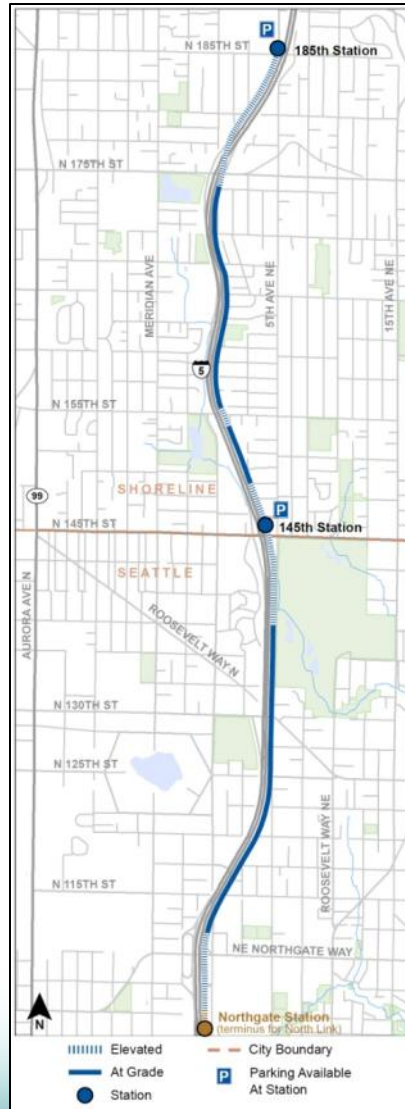 P
N 185TH ST
185th Station
N 175TH ST
MERIDIAN AVE
5TH AVE NE
15TH AVE NE
5
N 155TH ST
P
SHORELINE
99
N 145TH ST
145th Station
SEATTLE
AURORA AVE N
ROOSEVELT WAY N
N 130TH ST
N 125TH ST
ROOSEVELT WAY NE
N 115TH ST
NE NORTHGATE WAY
N
Northgate Station
(terminus for North Link)
Elevated
City Boundary
At Grade
P
Parking Available
At Station
Station